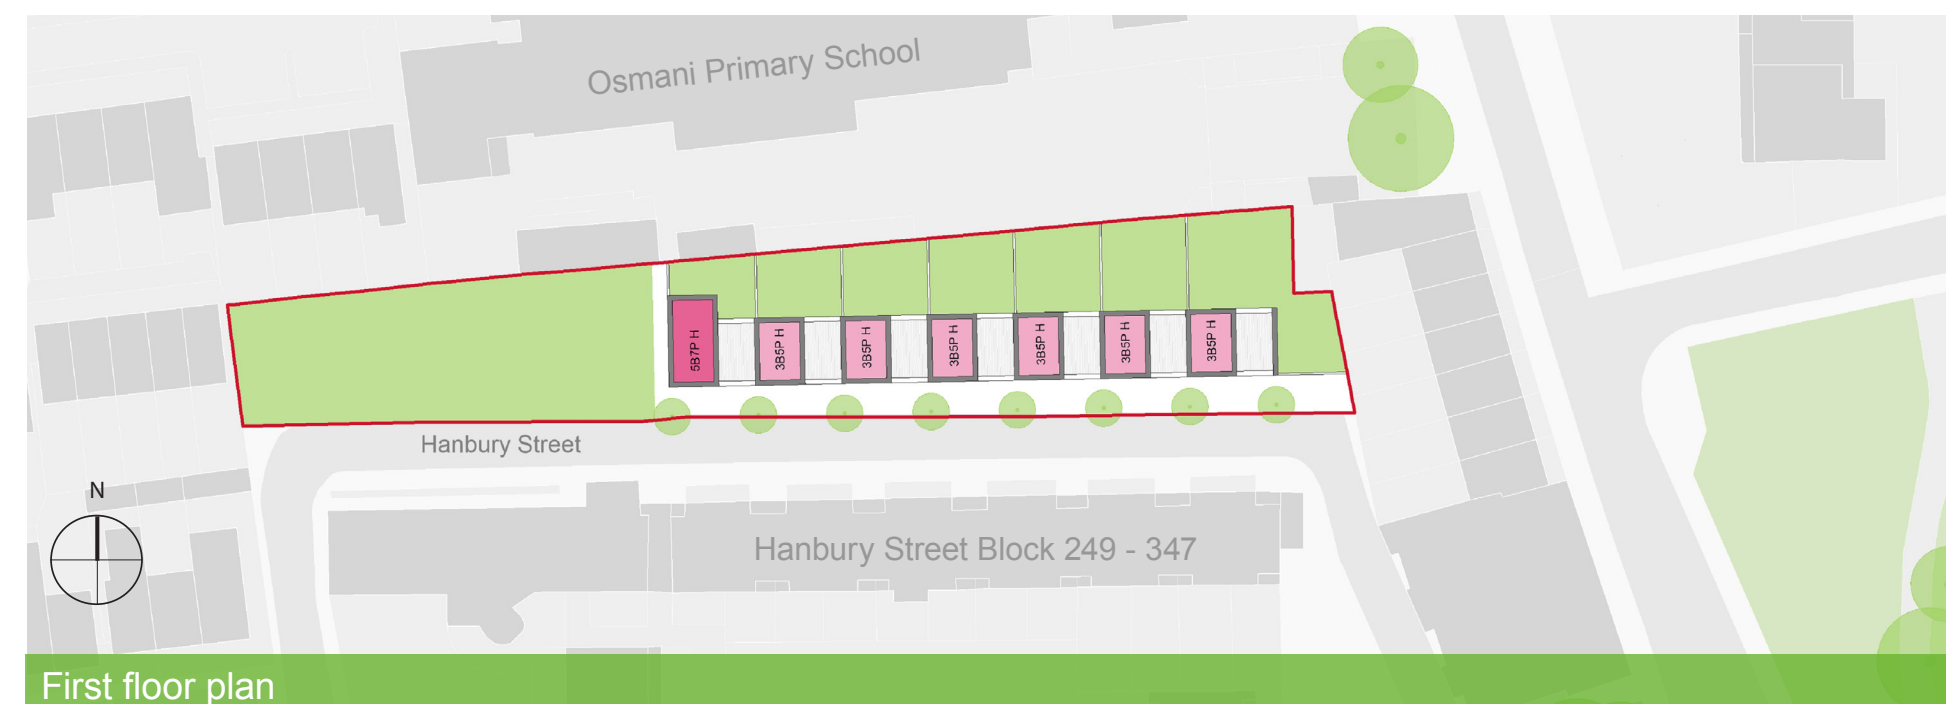 Osmani Primary School
5B7P H
3B5P H
3B5P H
3B5P H
3B5P H
3B5P H
3B5P H
Hanbury Street
N
Hanbury Street Block 249 - 347
First floor plan